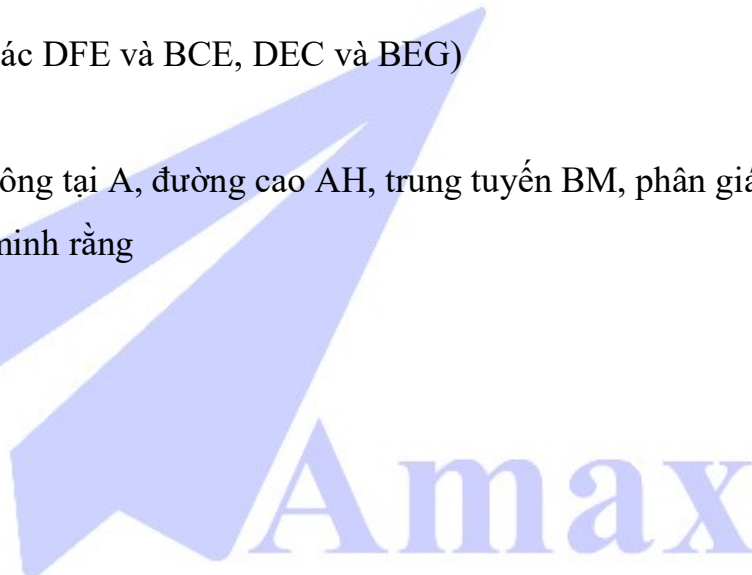 ác DFE và BCE, DEC và BEG)
ông tại A, đường cao AH, trung tuyến BM, phân giá
minh rằng
Amax